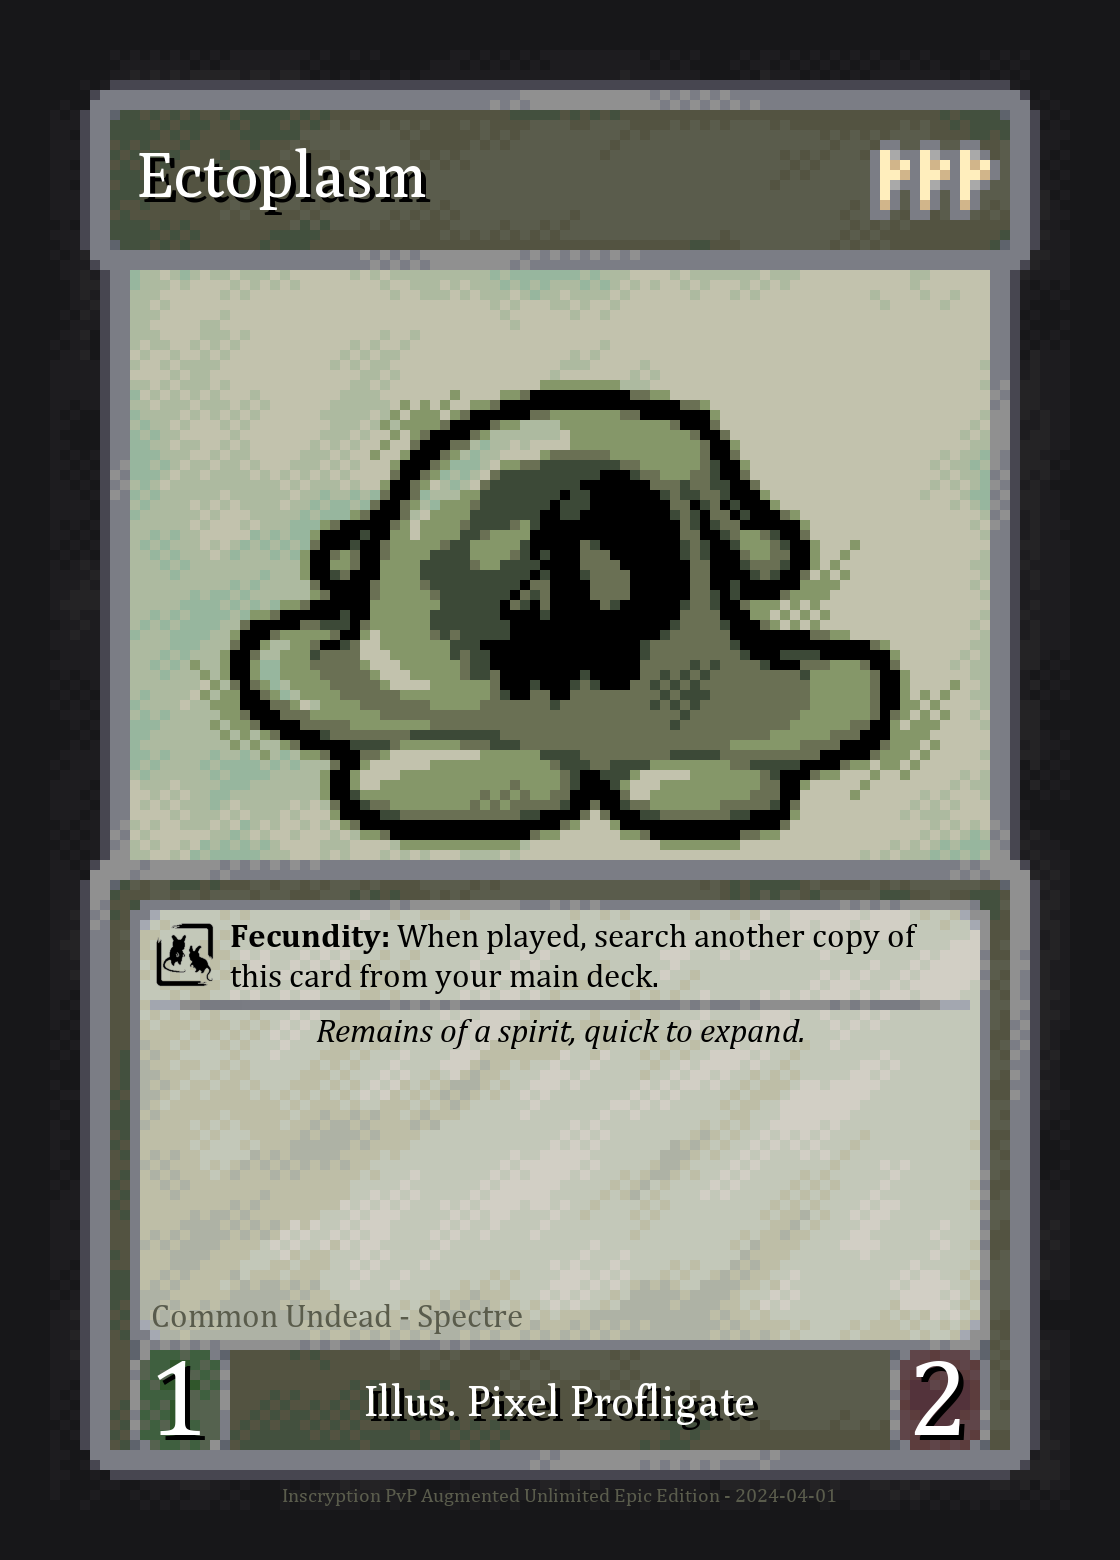 Ectoplasm
Fecundity: When played, search another copy of
this card from your main deck.
Remains of a spirit, quick to expand.
Common Undead - Spectre
1
Illus. Pixel Profligate
2
Inscryption PvP Augmented Unlimited Epic Edition - 2024-04-01